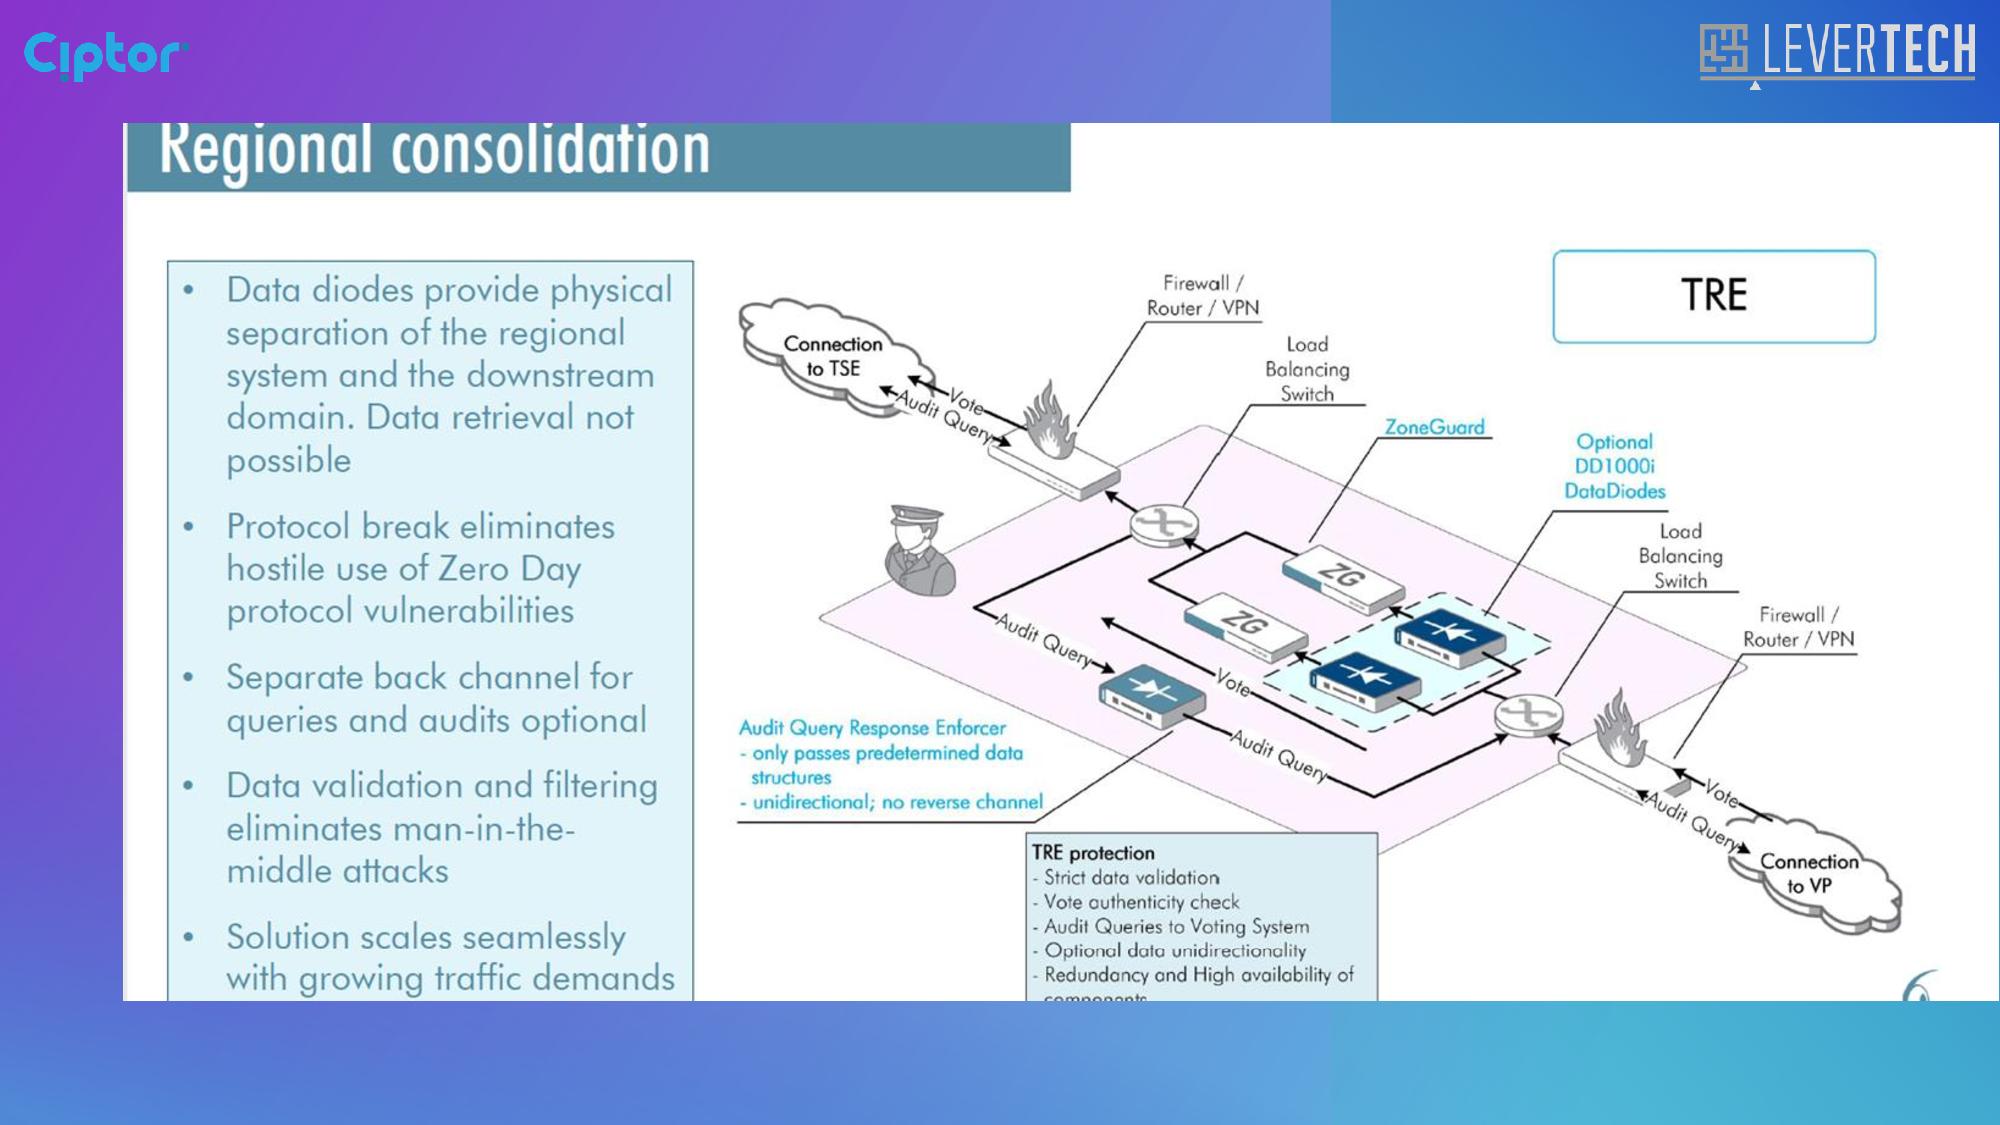 Ciptor
LEVERTECH
Regional consolidation
• Data diodes provide physical
separation of the regional
system and the downstream
domain. Data retrieval not
possible
• Protocol break eliminates
hostile use of Zero Day
protocol vulnerabilities
• Separate back channel for
queries and audits optional
• Data validation and filtering
eliminates man-in-the-
middle attacks
• Solution scales seamlessly
with growing traffic demands
TRE
Firewall /
Router / VPN
Connection
to TSE
Load
Balancing
Switch
Vote
Audit Query
ZoneGuard
Optional
DD1000i
DataDiodes
Load
Balancing
Switch
ZG
ZG
Firewall /
Router / VPN
Audit Query
Vote
Audit Query
Audit Query Response Enforcer
- only passes predetermined data
structures
- unidirectional; no reverse channel
Vote
Audit Query
Connection
to VP
TRE protection
- Strict data validation
- Vote authenticity check
- Audit Queries to Voting System
- Optional data unidirectionality
- Redundancy and High availability of
components